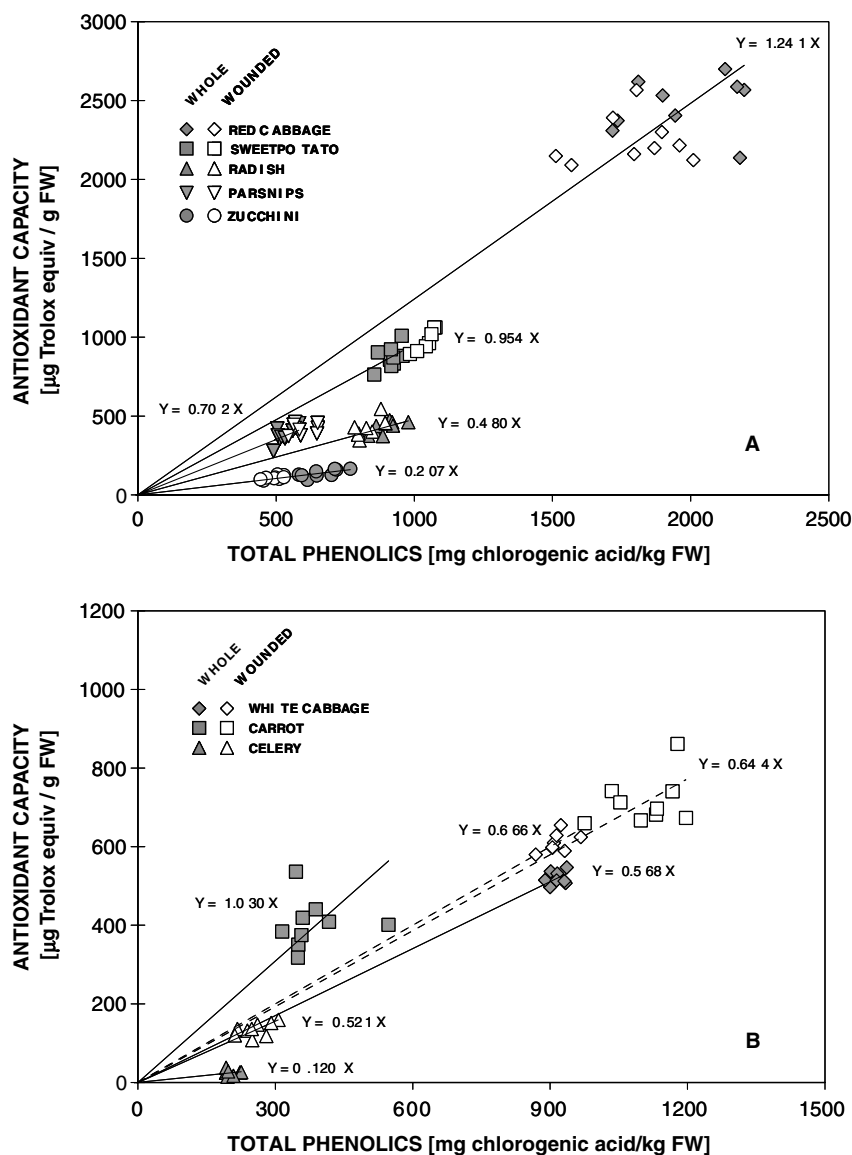 ANTIOXIDANT CAPACITY
[µg Trolox equiv / g FW]
3000
2500
2000
1500
1000
500
0
WHOLE
WOUNDED
RED CABBAGE
SWEETPO TATO
RADISH
PARSNIPS
ZUCCHINI
Y = 1.24 1 X
Y = 0.954 X
Y = 0.70 2 X
Y = 0.4 80 X
Y = 0.2 07 X
A
0 500 1000 1500 2000 2500
TOTAL PHENOLICS [mg chlorogenic acid/kg FW]
ANTIOXIDANT CAPACITY
[µg Trolox equiv / g FW]
1200
1000
800
600
400
200
0
WHOLE
WOUNDED
WHI TE CABBAGE
CARROT
CELERY
Y = 0.64 4 X
Y = 0.6 66 X
Y = 0.5 68 X
Y = 1.0 30 X
Y = 0.52 1 X
Y = 0 .120 X
B
0 300 600 900 1200 1500
TOTAL PHENOLICS [mg chlorogenic acid/kg FW]